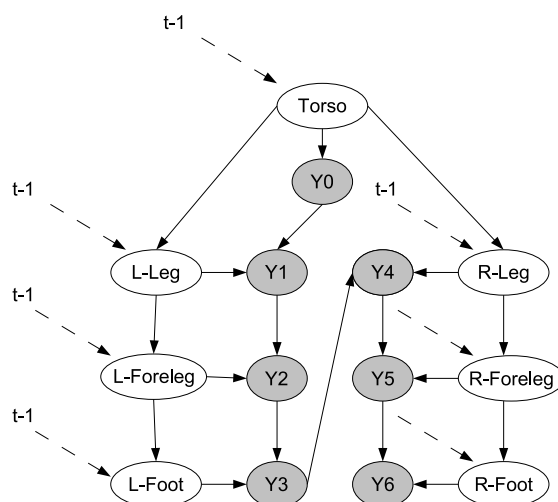 t-1
Torso
Y0
t-1
t-1
L-Leg
Y1
Y4
R-Leg
t-1
L-Foreleg
Y2
Y5
R-Foreleg
t-1
L-Foot
Y3
Y6
R-Foot